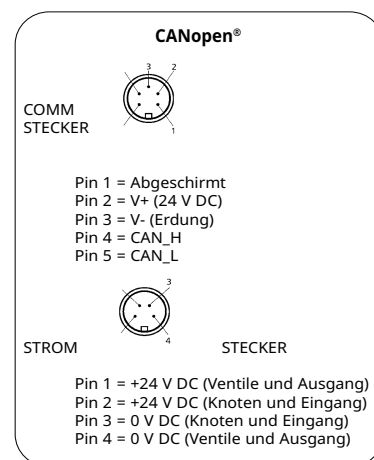 CANopen®
3 2
COMM
STECKER
1
Pin 1 = Abgeschirmt
Pin 2 = V+ (24 V DC)
Pin 3 = V- (Erdung)
Pin 4 = CAN_H
Pin 5 = CAN_L
3
4
STROM STECKER
Pin 1 = +24 V DC (Ventile und Ausgang)
Pin 2 = +24 V DC (Knoten und Eingang)
Pin 3 = 0 V DC (Knoten und Eingang)
Pin 4 = 0 V DC (Ventile und Ausgang)